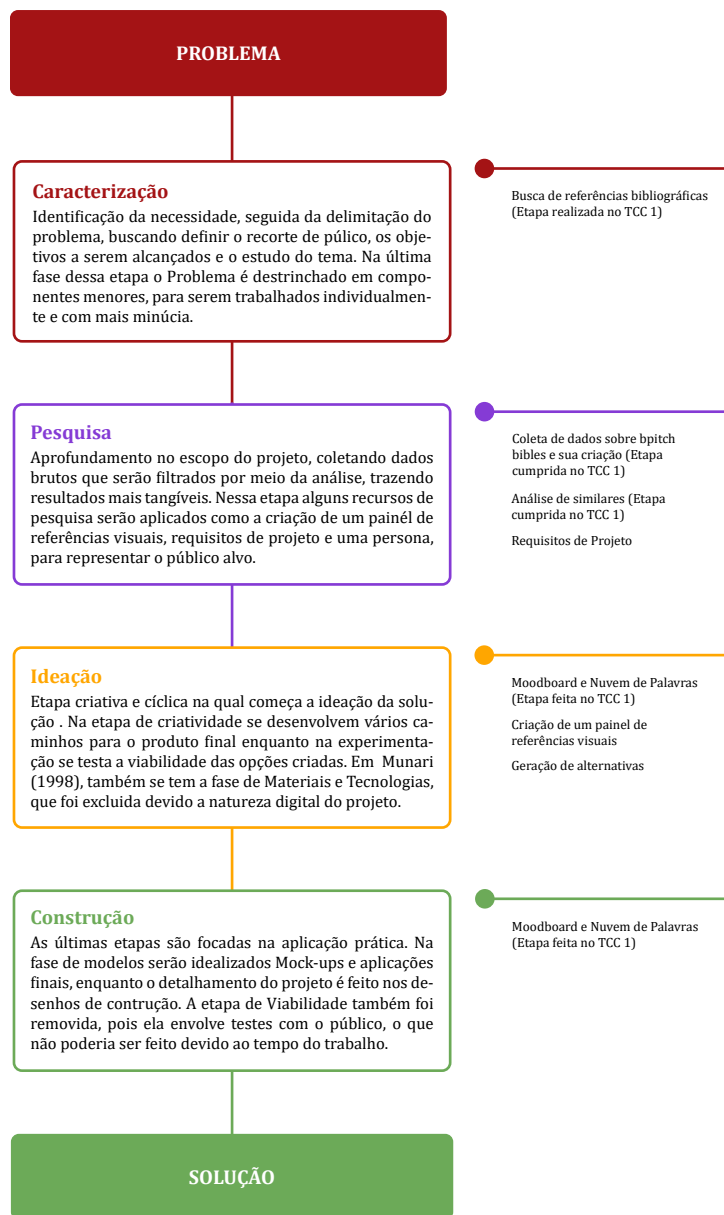 PROBLEMA
Caracterização
Identificação da necessidade, seguida da delimitação do
problema, buscando definir o recorte de púlico, os obje-
tivos a serem alcançados e o estudo do tema. Na última
fase dessa etapa o Problema é destrinchado em compo-
nentes menores, para serem trabalhados individualmen-
te e com mais minúcia.
Busca de referências bibliográficas
(Etapa realizada no TCC 1)
Pesquisa
Aprofundamento no escopo do projeto, coletando dados
brutos que serão filtrados por meio da análise, trazendo
resultados mais tangíveis. Nessa etapa alguns recursos de
pesquisa serão aplicados como a criação de um painél de
referências visuais, requisitos de projeto e uma persona,
para representar o público alvo.
Coleta de dados sobre bpitch
bibles e sua criação (Etapa
cumprida no TCC 1)
Análise de similares (Etapa
cumprida no TCC 1)
Requisitos de Projeto
Ideação
Etapa criativa e cíclica na qual começa a ideação da solu-
ção . Na etapa de criatividade se desenvolvem vários ca-
minhos para o produto final enquanto na experimenta-
ção se testa a viabilidade das opções criadas. Em Munari
(1998), também se tem a fase de Materiais e Tecnologias,
que foi excluida devido a natureza digital do projeto.
Moodboard e Nuvem de Palavras
(Etapa feita no TCC 1)
Criação de um painel de
referências visuais
Geração de alternativas
Construção
As últimas etapas são focadas na aplicação prática. Na
fase de modelos serão idealizados Mock-ups e aplicações
finais, enquanto o detalhamento do projeto é feito nos de-
senhos de contrução. A etapa de Viabilidade também foi
removida, pois ela envolve testes com o público, o que
não poderia ser feito devido ao tempo do trabalho.
Moodboard e Nuvem de Palavras
(Etapa feita no TCC 1)
SOLUÇÃO